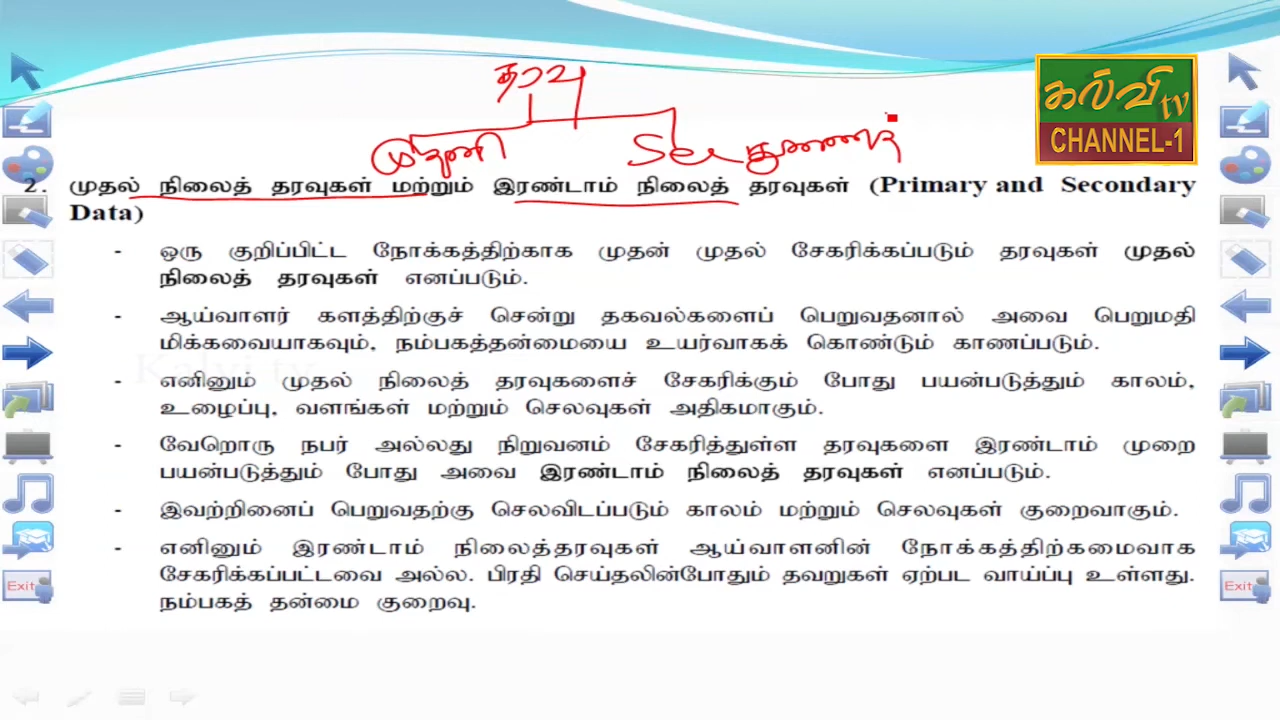 தரவு
கல்வி tv
CHANNEL-1
2. முதல் நிலைத் தரவுகள் மற்றும் இரண்டாம் நிலைத் தரவுகள் (Primary and Secondary
Data)
- ஒரு குறிப்பிட்ட நோக்கத்திற்காக முதன் முதல் சேகரிக்கப்படும் தரவுகள் முதல்
நிலைத் தரவுகள் எனப்படும்.
- ஆய்வாளர் களத்திற்குச் சென்று தகவல்களைப் பெறுவதனால் அவை பெறுமதி
மிக்கவையாகவும், நம்பகத்தன்மையை உயர்வாகக் கொண்டும் காணப்படும்.
Kalvi tv
- எனினும் முதல் நிலைத் தரவுகளைச் சேகரிக்கும் போது பயன்படுத்தும் காலம்,
உழைப்பு, வளங்கள் மற்றும் செலவுகள் அதிகமாகும்.
- வேறொரு நபர் அல்லது நிறுவனம் சேகரித்துள்ள தரவுகளை இரண்டாம் முறை
பயன்படுத்தும் போது அவை இரண்டாம் நிலைத் தரவுகள் எனப்படும்.
- இவற்றினைப் பெறுவதற்கு செலவிடப்படும் காலம் மற்றும் செலவுகள் குறைவாகும்.
- எனினும் இரண்டாம் நிலைத்தரவுகள் ஆய்வாளனின் நோக்கத்திற்கமைவாக
சேகரிக்கப்பட்டவை அல்ல. பிரதி செய்தலின்போதும் தவறுகள் ஏற்பட வாய்ப்பு உள்ளது.
நம்பகத் தன்மை குறைவு.
Exit
Exit